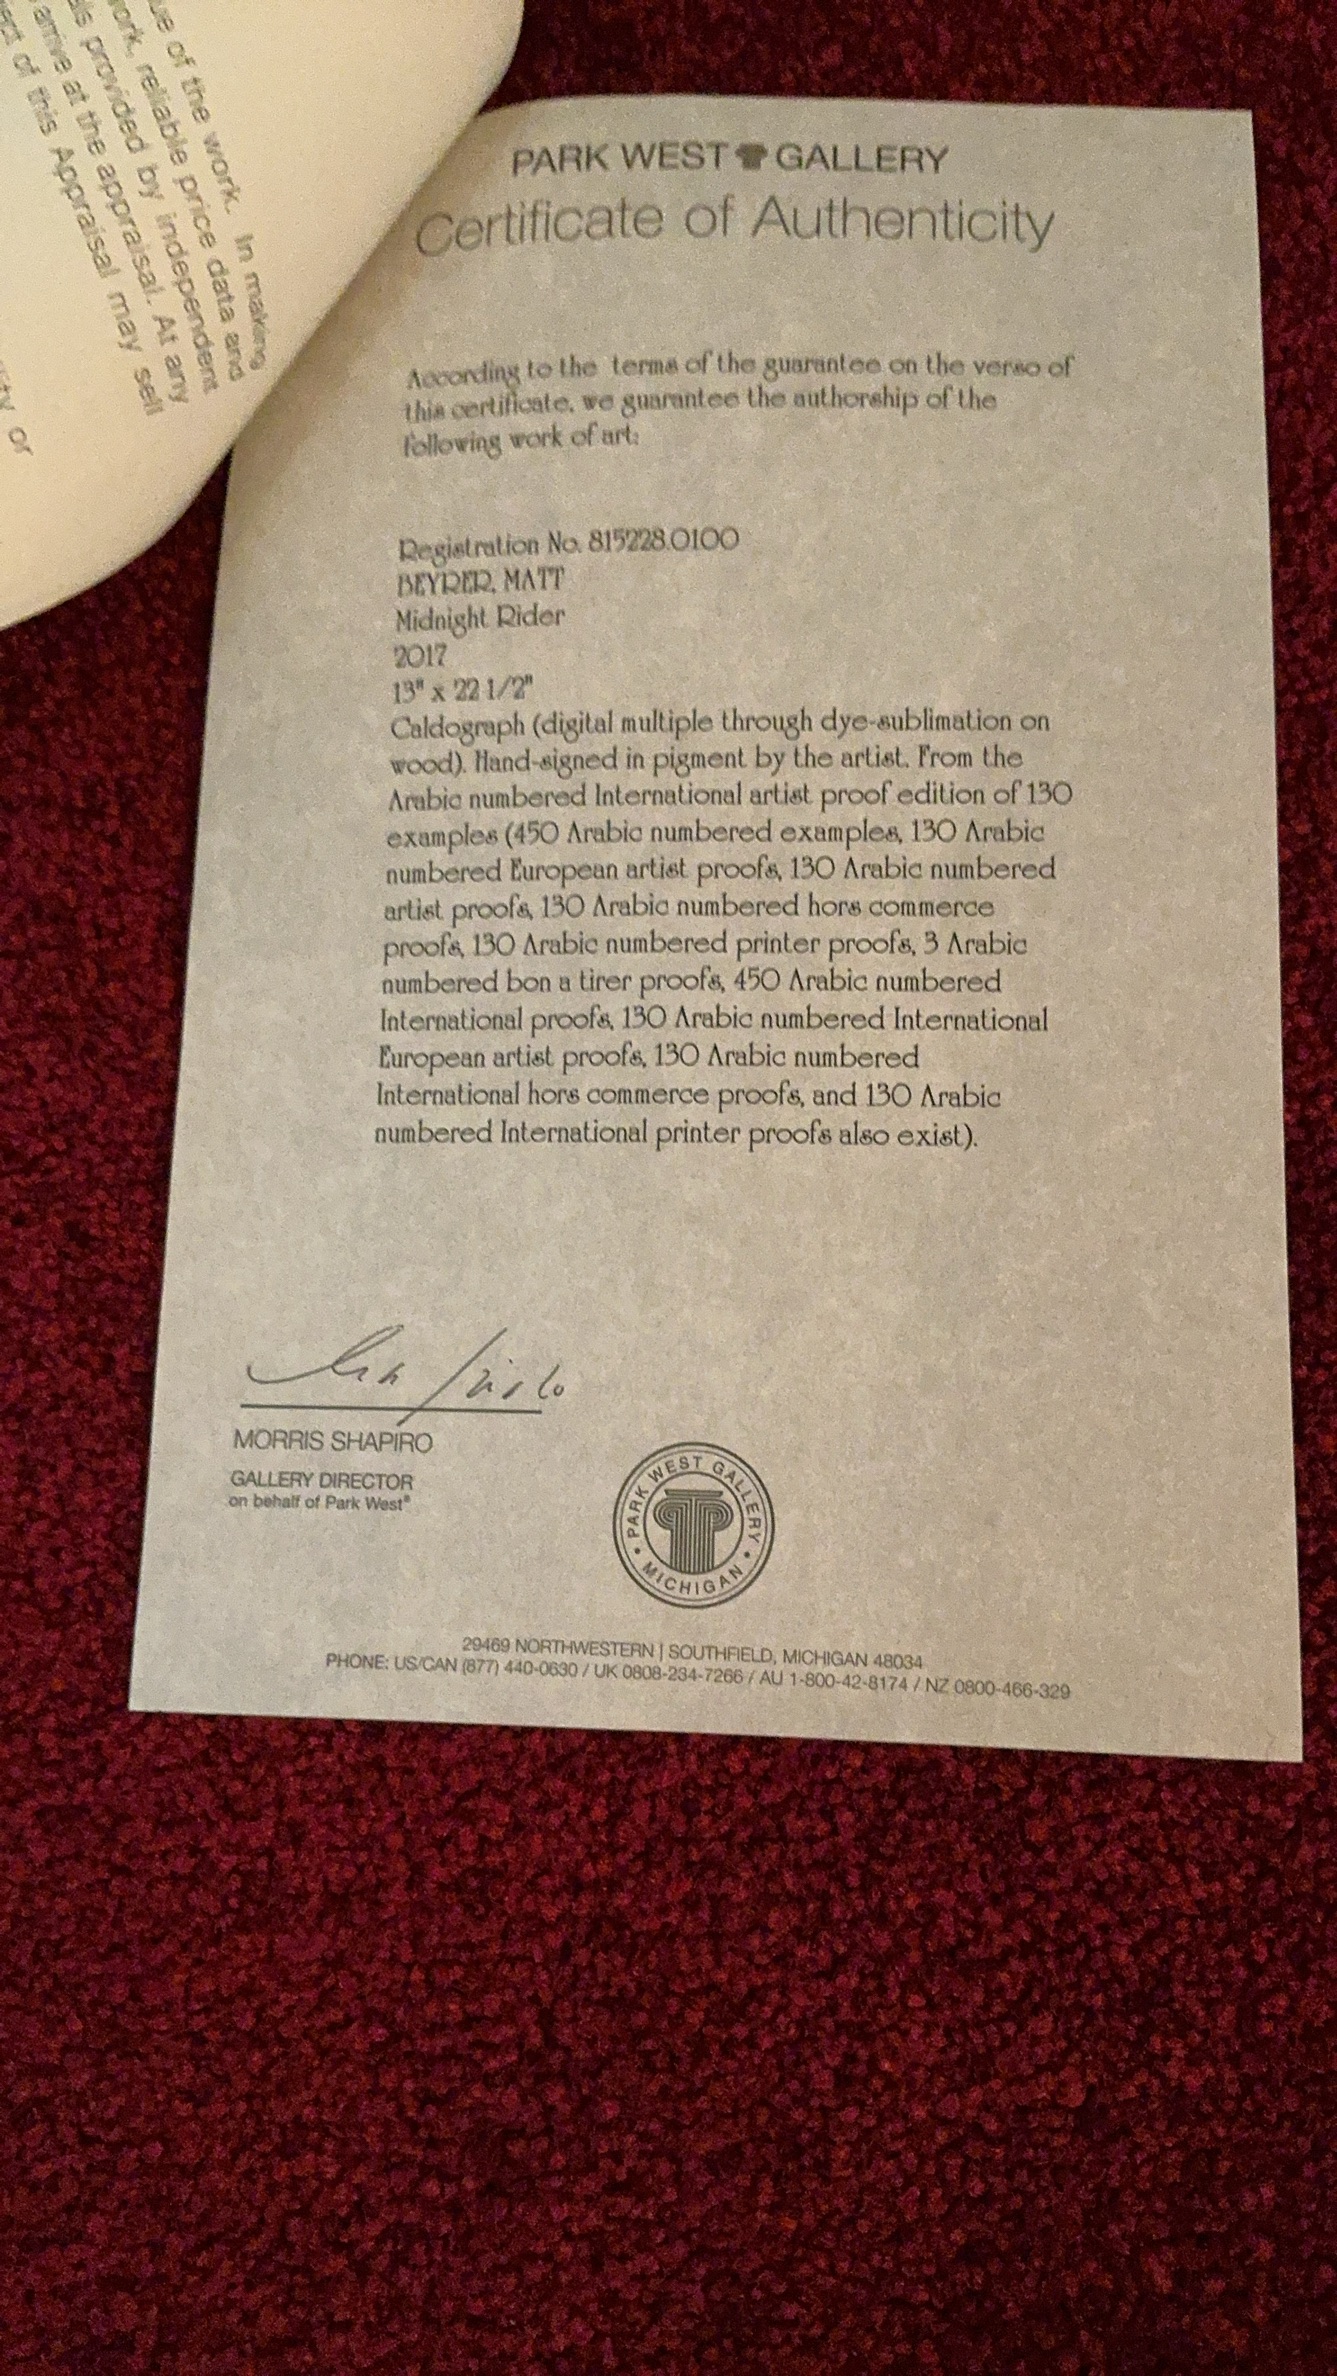 ue of the work. In making
work, reliable price data and
ls provided by independent
arrive at the appraisal. At any
ect of this Appraisal may sell
or
PARK WEST GALLERY
Certificate of Authenticity
According to the terms of the guarantee on the verso of
this certificate, we guarantee the authorship of the
following work of art:
Registration No. 815228.0100
BEYRER, MATT
Midnight Rider
2017
13" x 22 1/2"
Caldograph (digital multiple through dye-sublimation on
wood). Hand-signed in pigment by the artist. From the
Arabic numbered International artist proof edition of 130
examples (450 Arabic numbered examples, 130 Arabic
numbered European artist proofs, 130 Arabic numbered
artist proofs, 130 Arabic numbered hors commerce
proofs, 130 Arabic numbered printer proofs, 3 Arabic
numbered bon a tirer proofs, 450 Arabic numbered
International proofs, 130 Arabic numbered International
European artist proofs, 130 Arabic numbered
International hors commerce proofs, and 130 Arabic
numbered International printer proofs also exist).
MORRIS SHAPIRO
GALLERY DIRECTOR
on behalf of Park West®
PARK WEST GALLERY
• MICHIGAN •
29469 NORTHWESTERN | SOUTHFIELD, MICHIGAN 48034
PHONE: US/CAN (877) 440-0630 / UK 0808-234-7266 / AU 1-800-42-8174 / NZ 0800-466-329